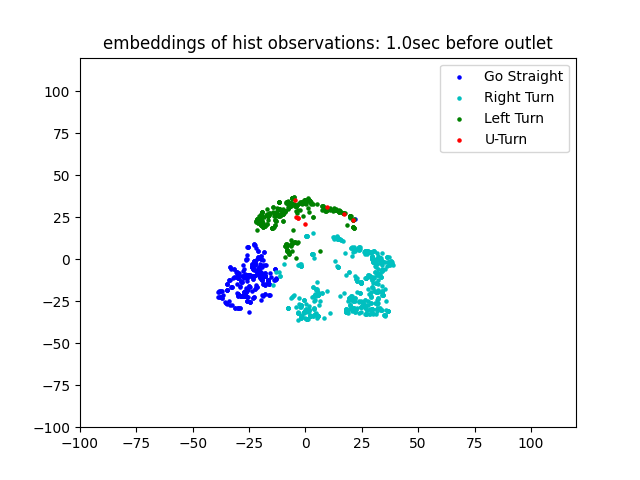 embeddings of hist observations: 1.0sec before outlet
Go Straight
Right Turn
Left Turn
U-Turn
100
75
50
25
0
−25
−50
−75
−100
−100 −75 −50 −25 0 25 50 75 100